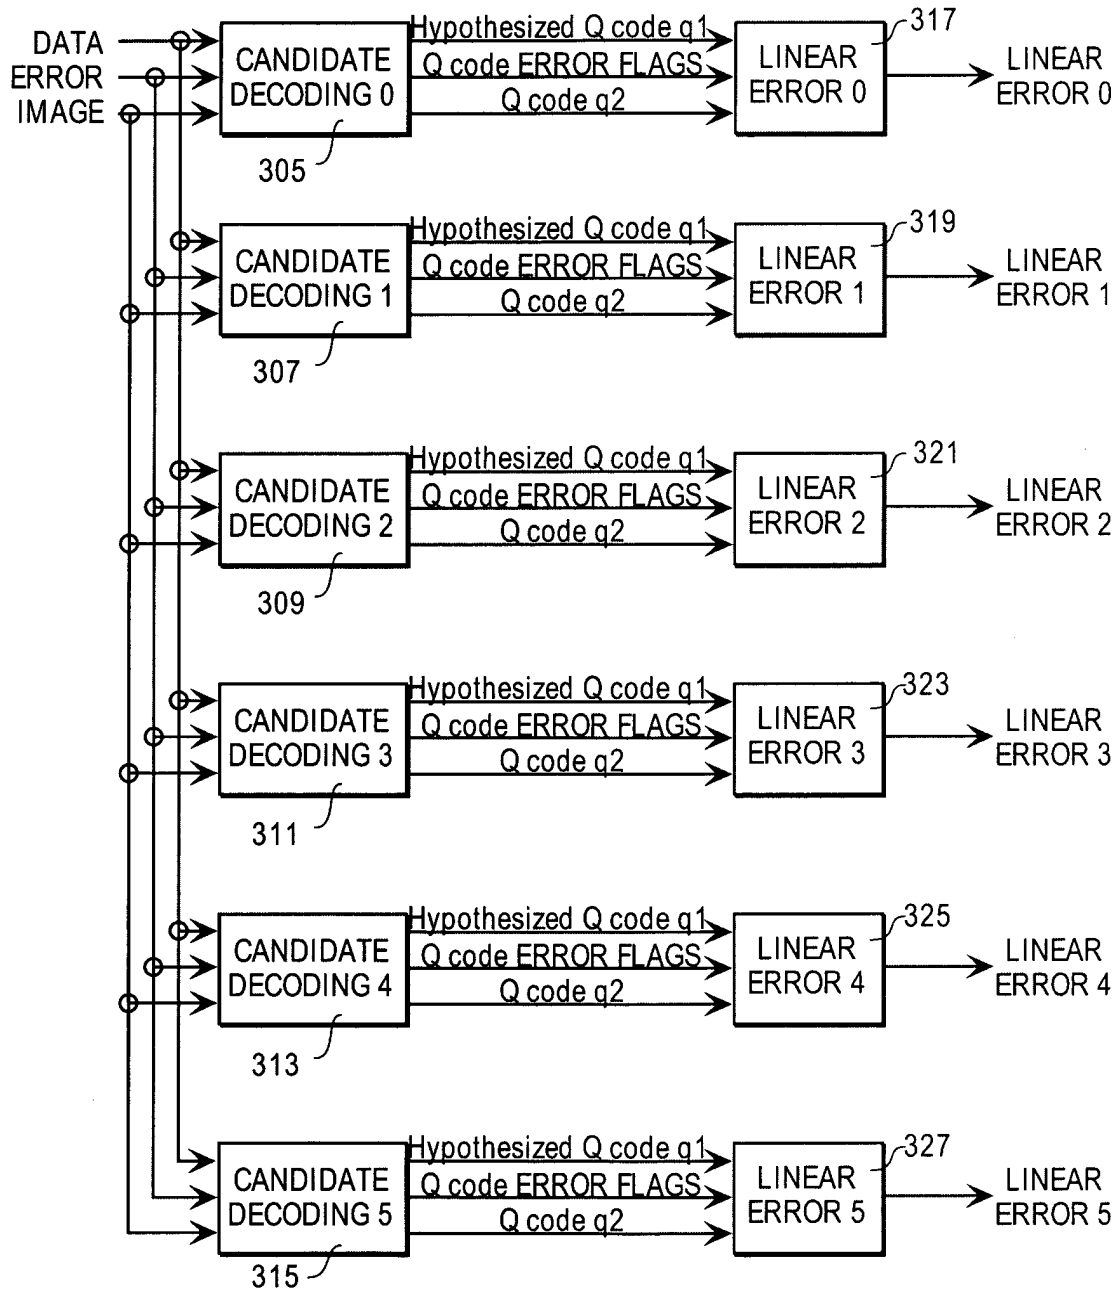 DATA
ERROR
IMAGE
CANDIDATE
DECODING 0
305
Hypothesized Q code q1
Q code ERROR FLAGS
Q code q2
LINEAR
ERROR 0
317
LINEAR
ERROR 0
CANDIDATE
DECODING 1
307
Hypothesized Q code q1
Q code ERROR FLAGS
Q code q2
LINEAR
ERROR 1
319
LINEAR
ERROR 1
CANDIDATE
DECODING 2
309
Hypothesized Q code q1
Q code ERROR FLAGS
Q code q2
LINEAR
ERROR 2
321
LINEAR
ERROR 2
CANDIDATE
DECODING 3
311
Hypothesized Q code q1
Q code ERROR FLAGS
Q code q2
LINEAR
ERROR 3
323
LINEAR
ERROR 3
CANDIDATE
DECODING 4
313
Hypothesized Q code q1
Q code ERROR FLAGS
Q code q2
LINEAR
ERROR 4
325
LINEAR
ERROR 4
CANDIDATE
DECODING 5
315
Hypothesized Q code q1
Q code ERROR FLAGS
Q code q2
LINEAR
ERROR 5
327
LINEAR
ERROR 5